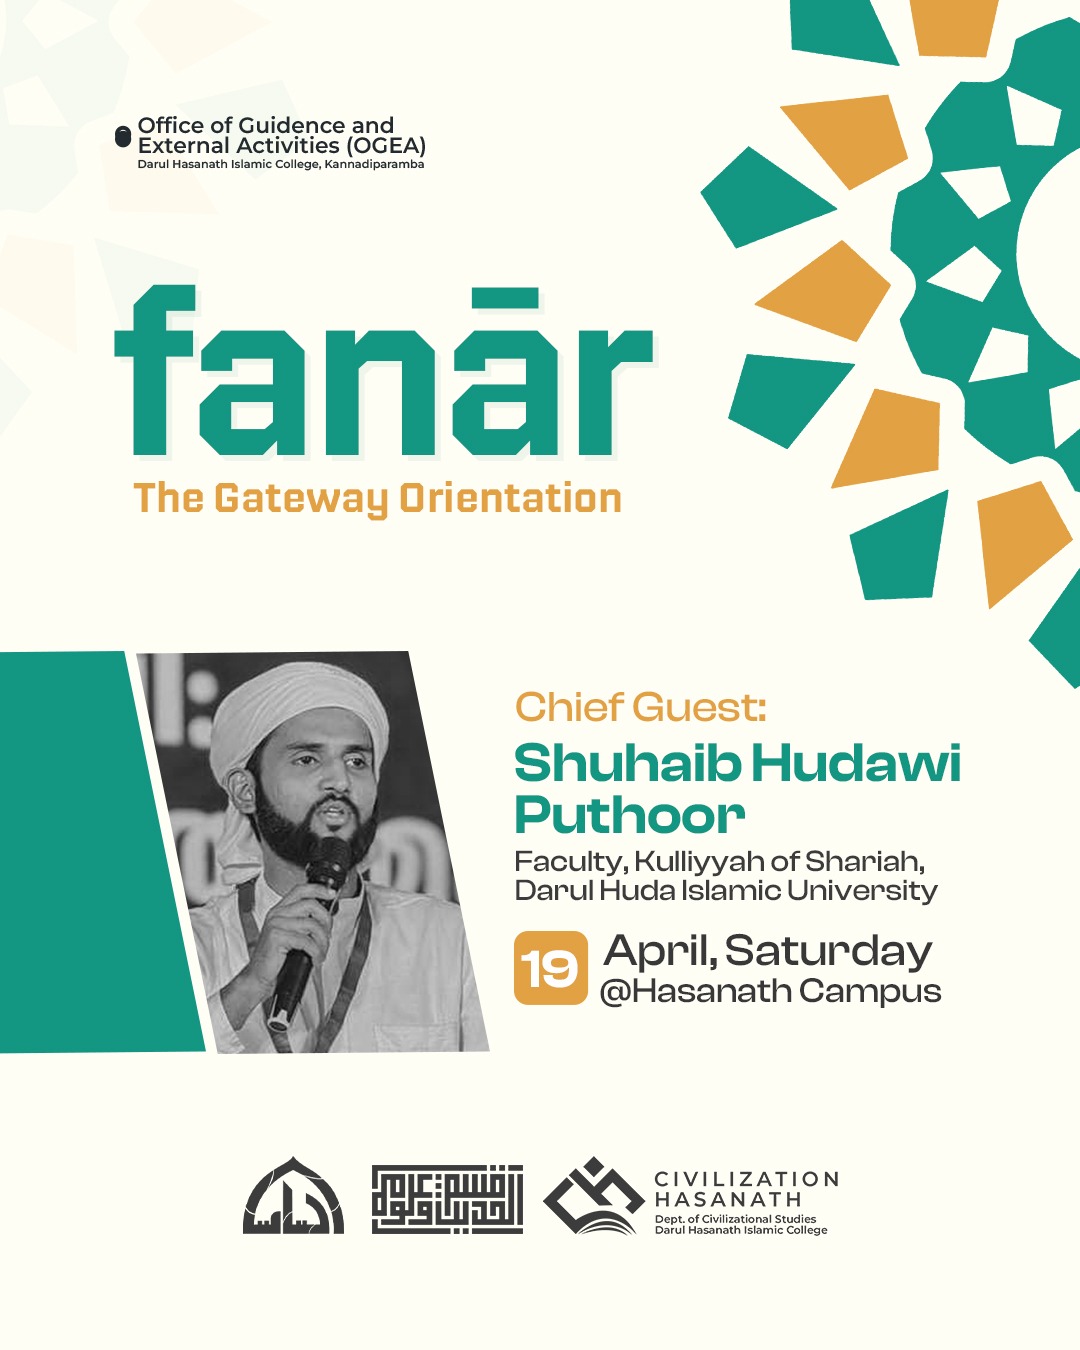 Office of Guidence and
External Activities (OGEA)
Darul Hasanath Islamic College, Kannadiparamba
fanār
The Gateway Orientation
Chief Guest:
Shuhaib Hudawi
Puthoor
Faculty, Kulliyyah of Shariah,
Darul Huda Islamic University
19 April, Saturday
@Hasanath Campus
CIVILIZATION
HASANATH
Dept. of Civilizational Studies
Darul Hasanath Islamic College